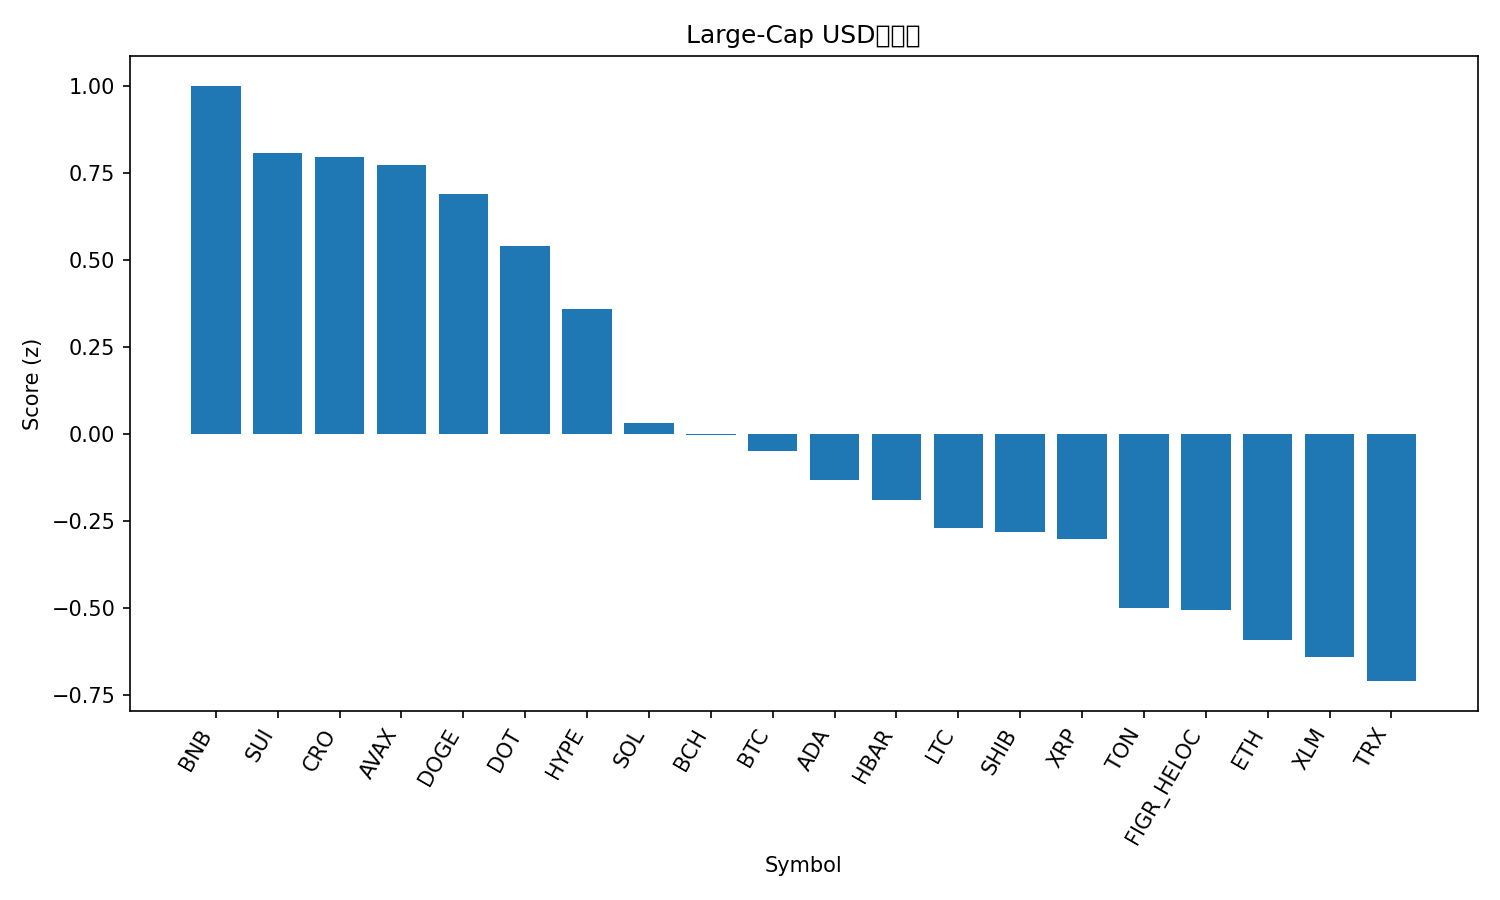 Large-Cap USD
1.00
0.75
0.50
0.25
0.00
−0.25
−0.50
−0.75
Score (z)
BNB
SUI
CRO
AVAX
DOGE
DOT
HYPE
SOL
BCH
BTC
ADA
HBAR
LTC
SHIB
XRP
TON
FIGR_HELOC
ETH
XLM
TRX
Symbol